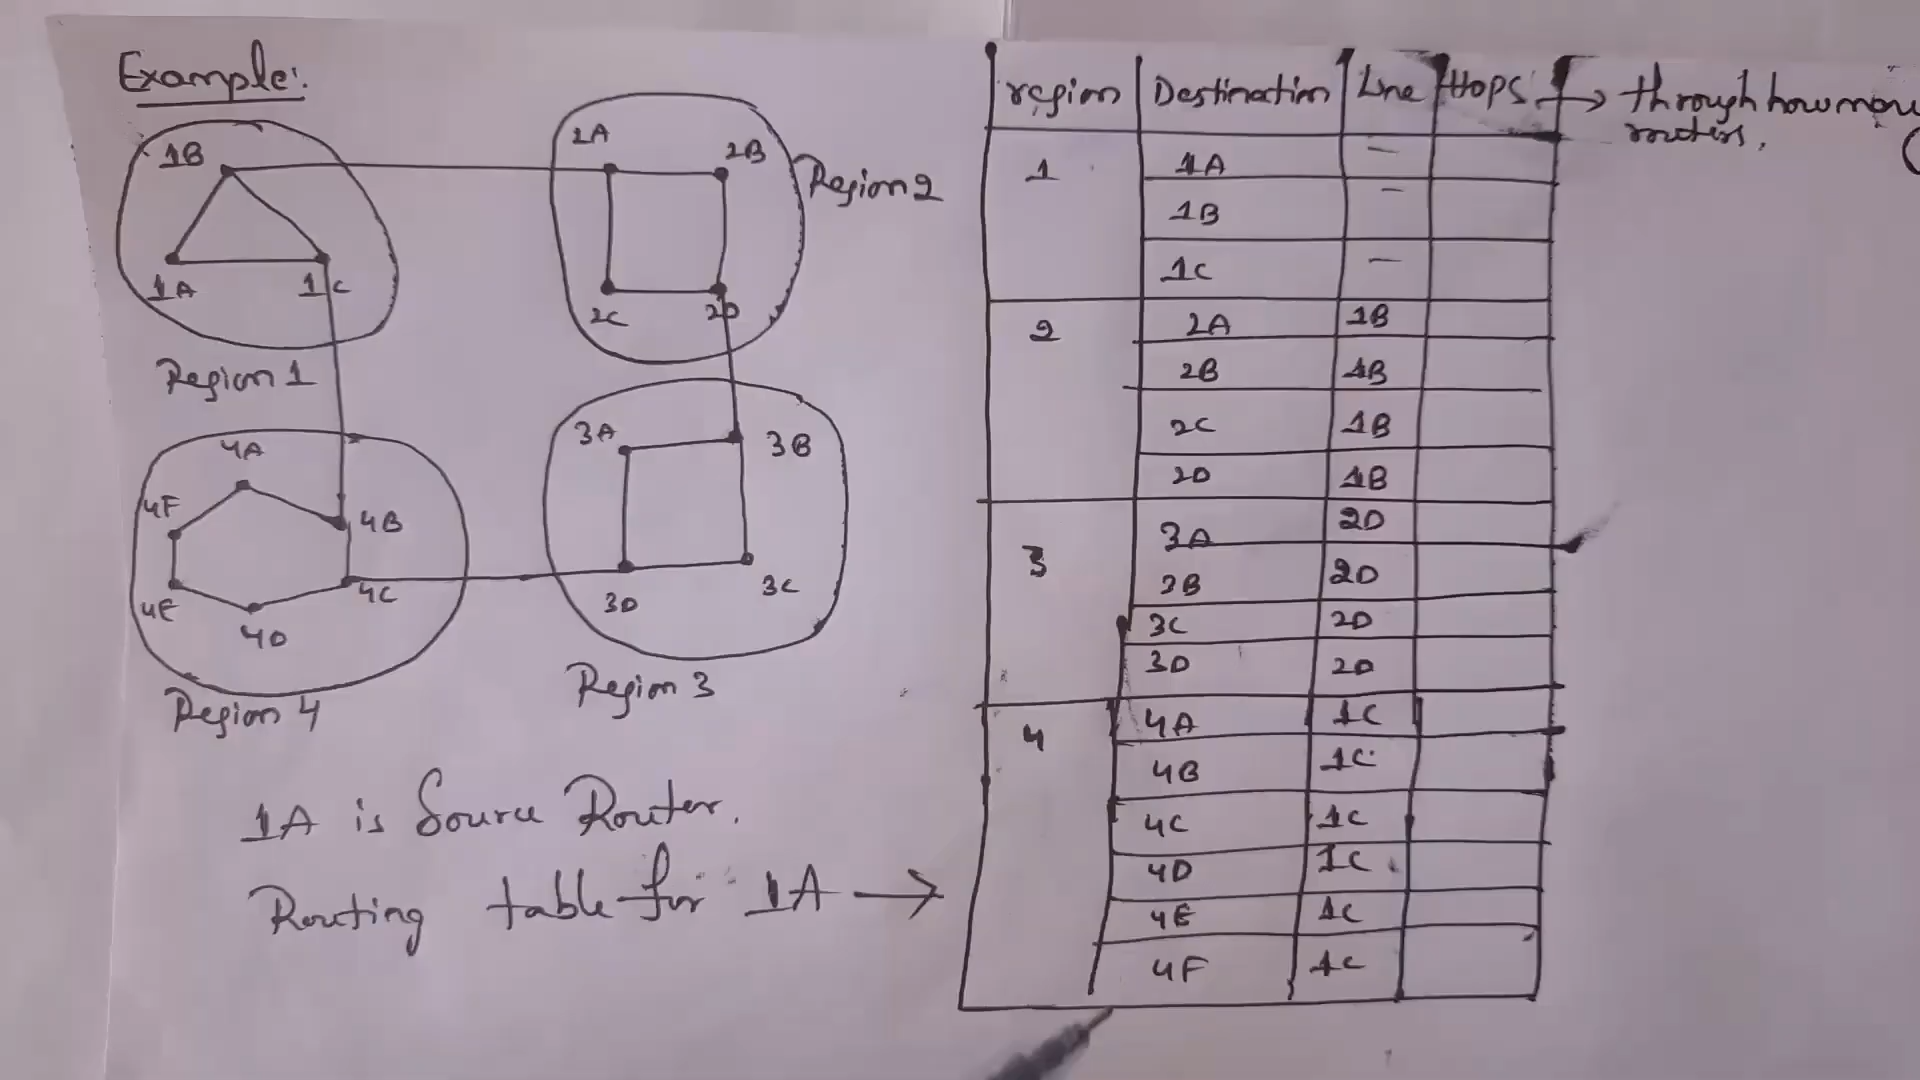 Example:
1B
1A
1C
Region 1
2A
2B
2C
2D
Region 2
3A
3B
3D
3C
Region 3
4A
4F
4B
4E
4C
4D
Region 4
1A is Source Router.
Routing table for 1A →
region Destination Line Hops → through how many
routers.
1 1A –
1B –
1C –
2 2A 1B
2B 1B
2C 1B
2D 1B
3 3A 2D
3B 2D
3C 2D
3D 2D
4 4A 1C
4B 1C
4C 1C
4D 1C
4E 1C
4F 1C